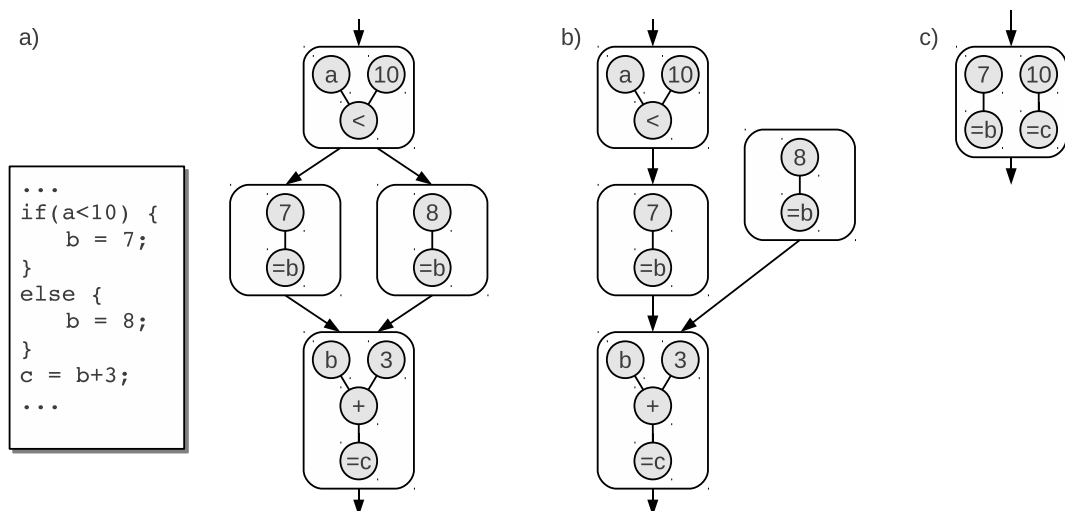 a)
...
if(a<10) {
b = 7;
}
else {
b = 8;
}
c = b+3;
...
a 10
<
7 8
=b =b
b 3
+
=c
b)
a 10
<
8
=b
7
=b
b 3
+
=c
c)
7 10
=b =c